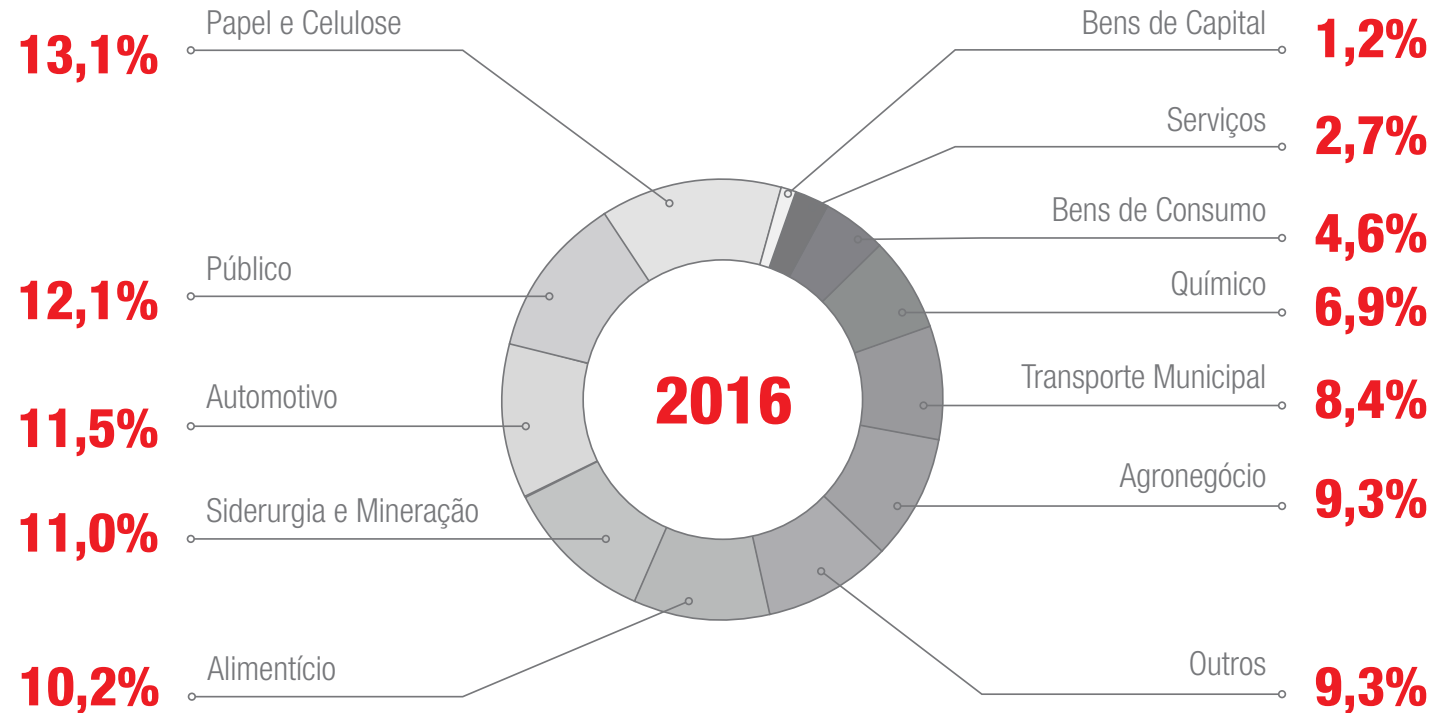 Papel e Celulose
13,1%
Público
12,1%
Automotivo
11,5%
Siderurgia e Mineração
11,0%
Alimentício
10,2%
2016
Bens de Capital
1,2%
Serviços
2,7%
Bens de Consumo
4,6%
Químico
6,9%
Transporte Municipal
8,4%
Agronegócio
9,3%
Outros
9,3%